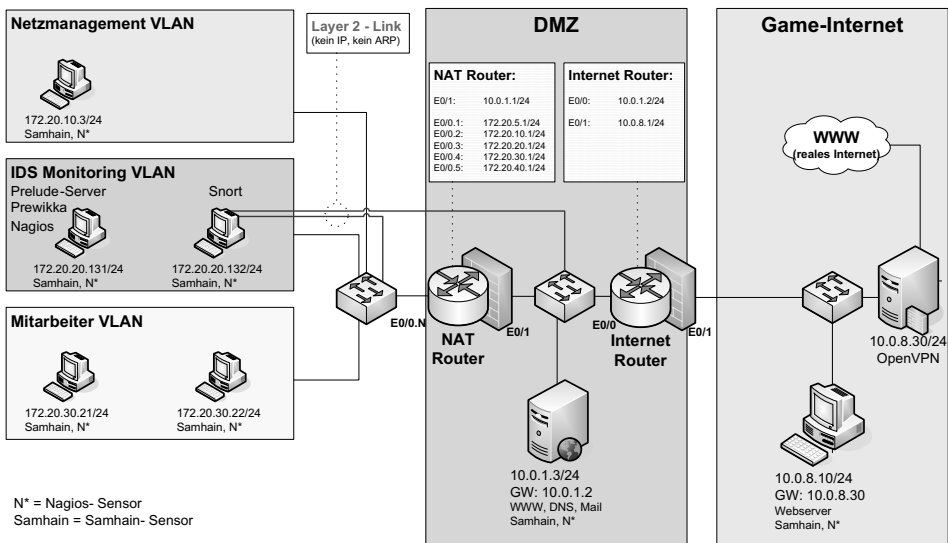 Netzmanagement VLAN
172.20.10.3/24
Samhain, N*
IDS Monitoring VLAN
Prelude-Server
Prewikka
Nagios
Snort
172.20.20.131/24
Samhain, N*
172.20.20.132/24
Samhain, N*
Mitarbeiter VLAN
172.20.30.21/24
Samhain, N*
172.20.30.22/24
Samhain, N*
N* = Nagios- Sensor
Samhain = Samhain- Sensor
Layer 2 - Link
(kein IP, kein ARP)
E0/0.N
DMZ
NAT Router:
E0/1: 10.0.1.1/24
E0/0.1: 172.20.5.1/24
E0/0.2: 172.20.10.1/24
E0/0.3: 172.20.20.1/24
E0/0.4: 172.20.30.1/24
E0/0.5: 172.20.40.1/24
Internet Router:
E0/0: 10.0.1.2/24
E0/1: 10.0.8.1/24
NAT
Router
E0/1
E0/0
Internet
Router
E0/1
10.0.1.3/24
GW: 10.0.1.2
WWW, DNS, Mail
Samhain, N*
Game-Internet
WWW
(reales Internet)
10.0.8.30/24
OpenVPN
10.0.8.10/24
GW: 10.0.8.30
Webserver
Samhain, N*